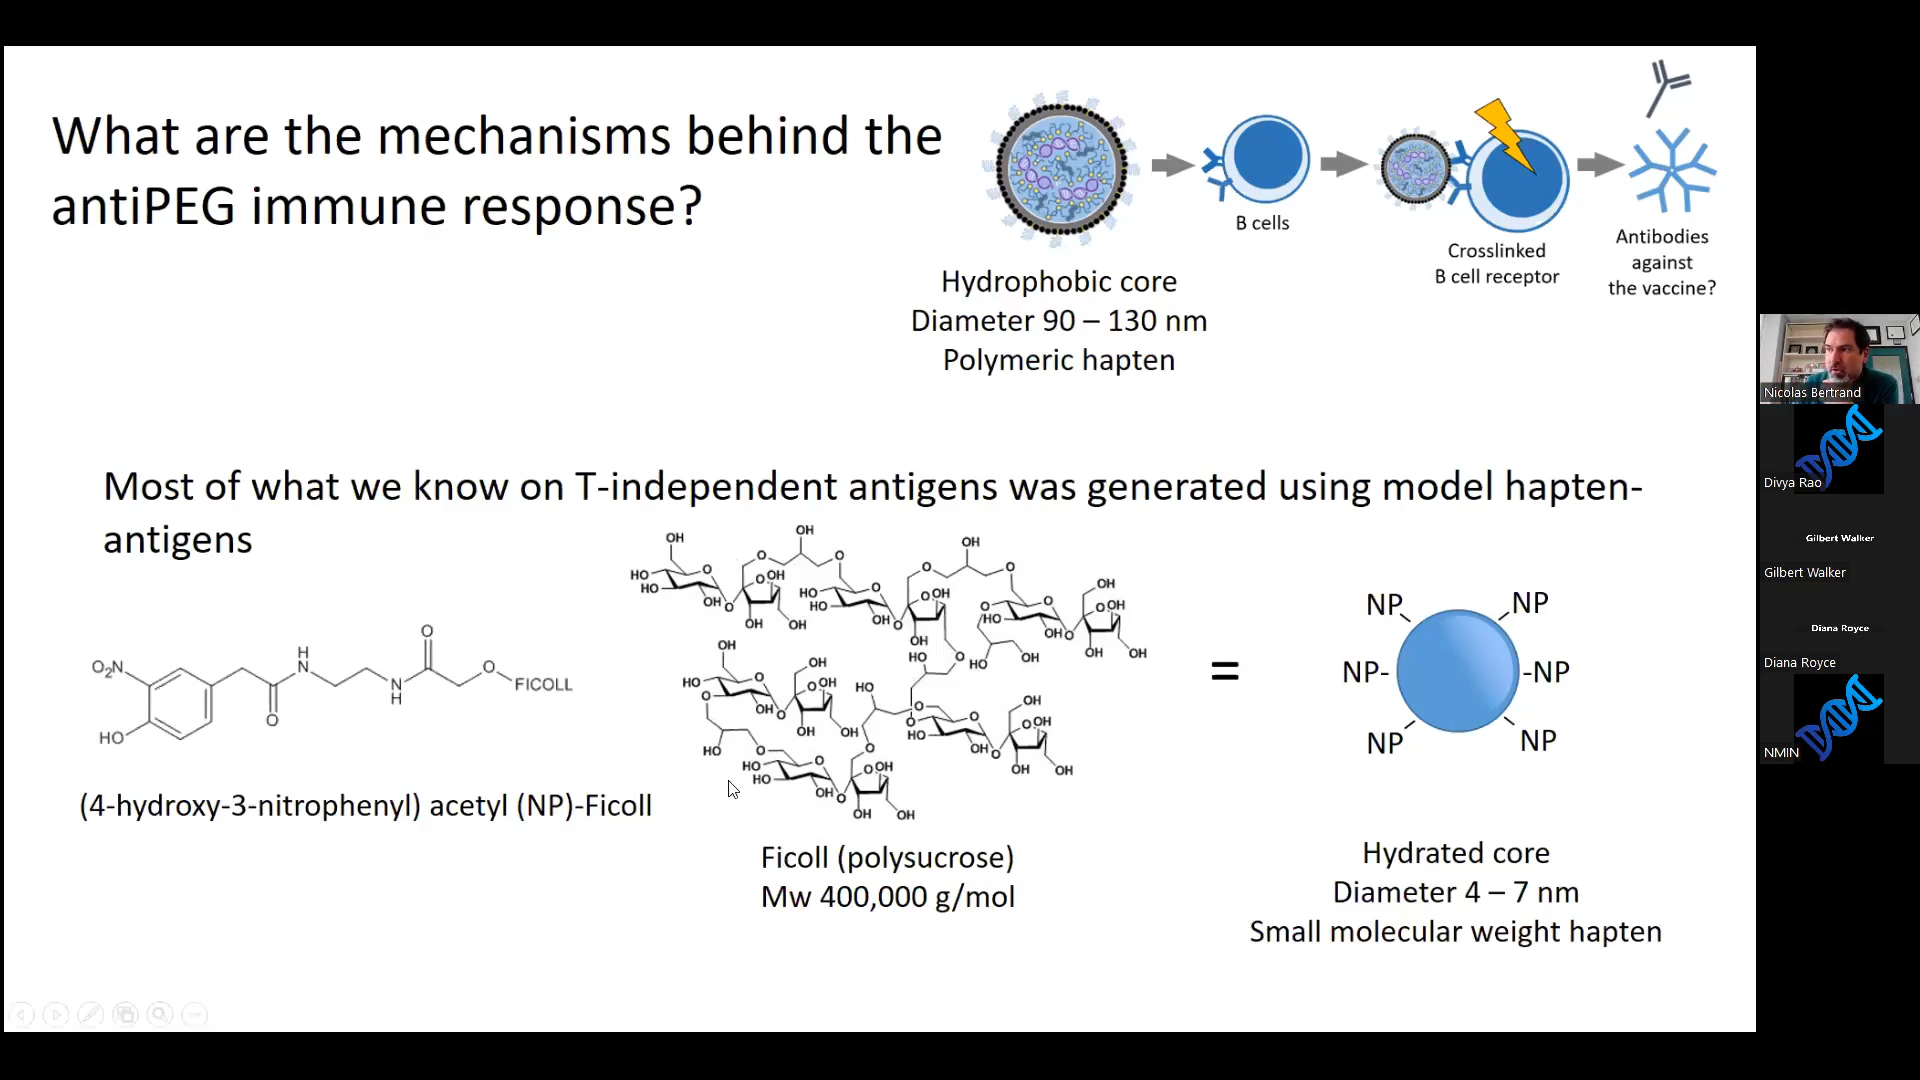 What are the mechanisms behind the
antiPEG immune response?
B cells
Crosslinked
B cell receptor
Antibodies
against
the vaccine?
Hydrophobic core
Diameter 90 – 130 nm
Polymeric hapten
Most of what we know on T-independent antigens was generated using model hapten-
antigens
O₂N
HO
O
H
N
N
H
O
O
FICOLL
(4-hydroxy-3-nitrophenyl) acetyl (NP)-Ficoll
Ficoll (polysucrose)
Mw 400,000 g/mol
=
NP
NP
NP-
-NP
NP
NP
Hydrated core
Diameter 4 – 7 nm
Small molecular weight hapten
Nicolas Bertrand
Divya Rao
Gilbert Walker
Gilbert Walker
Diana Royce
Diana Royce
NMIN